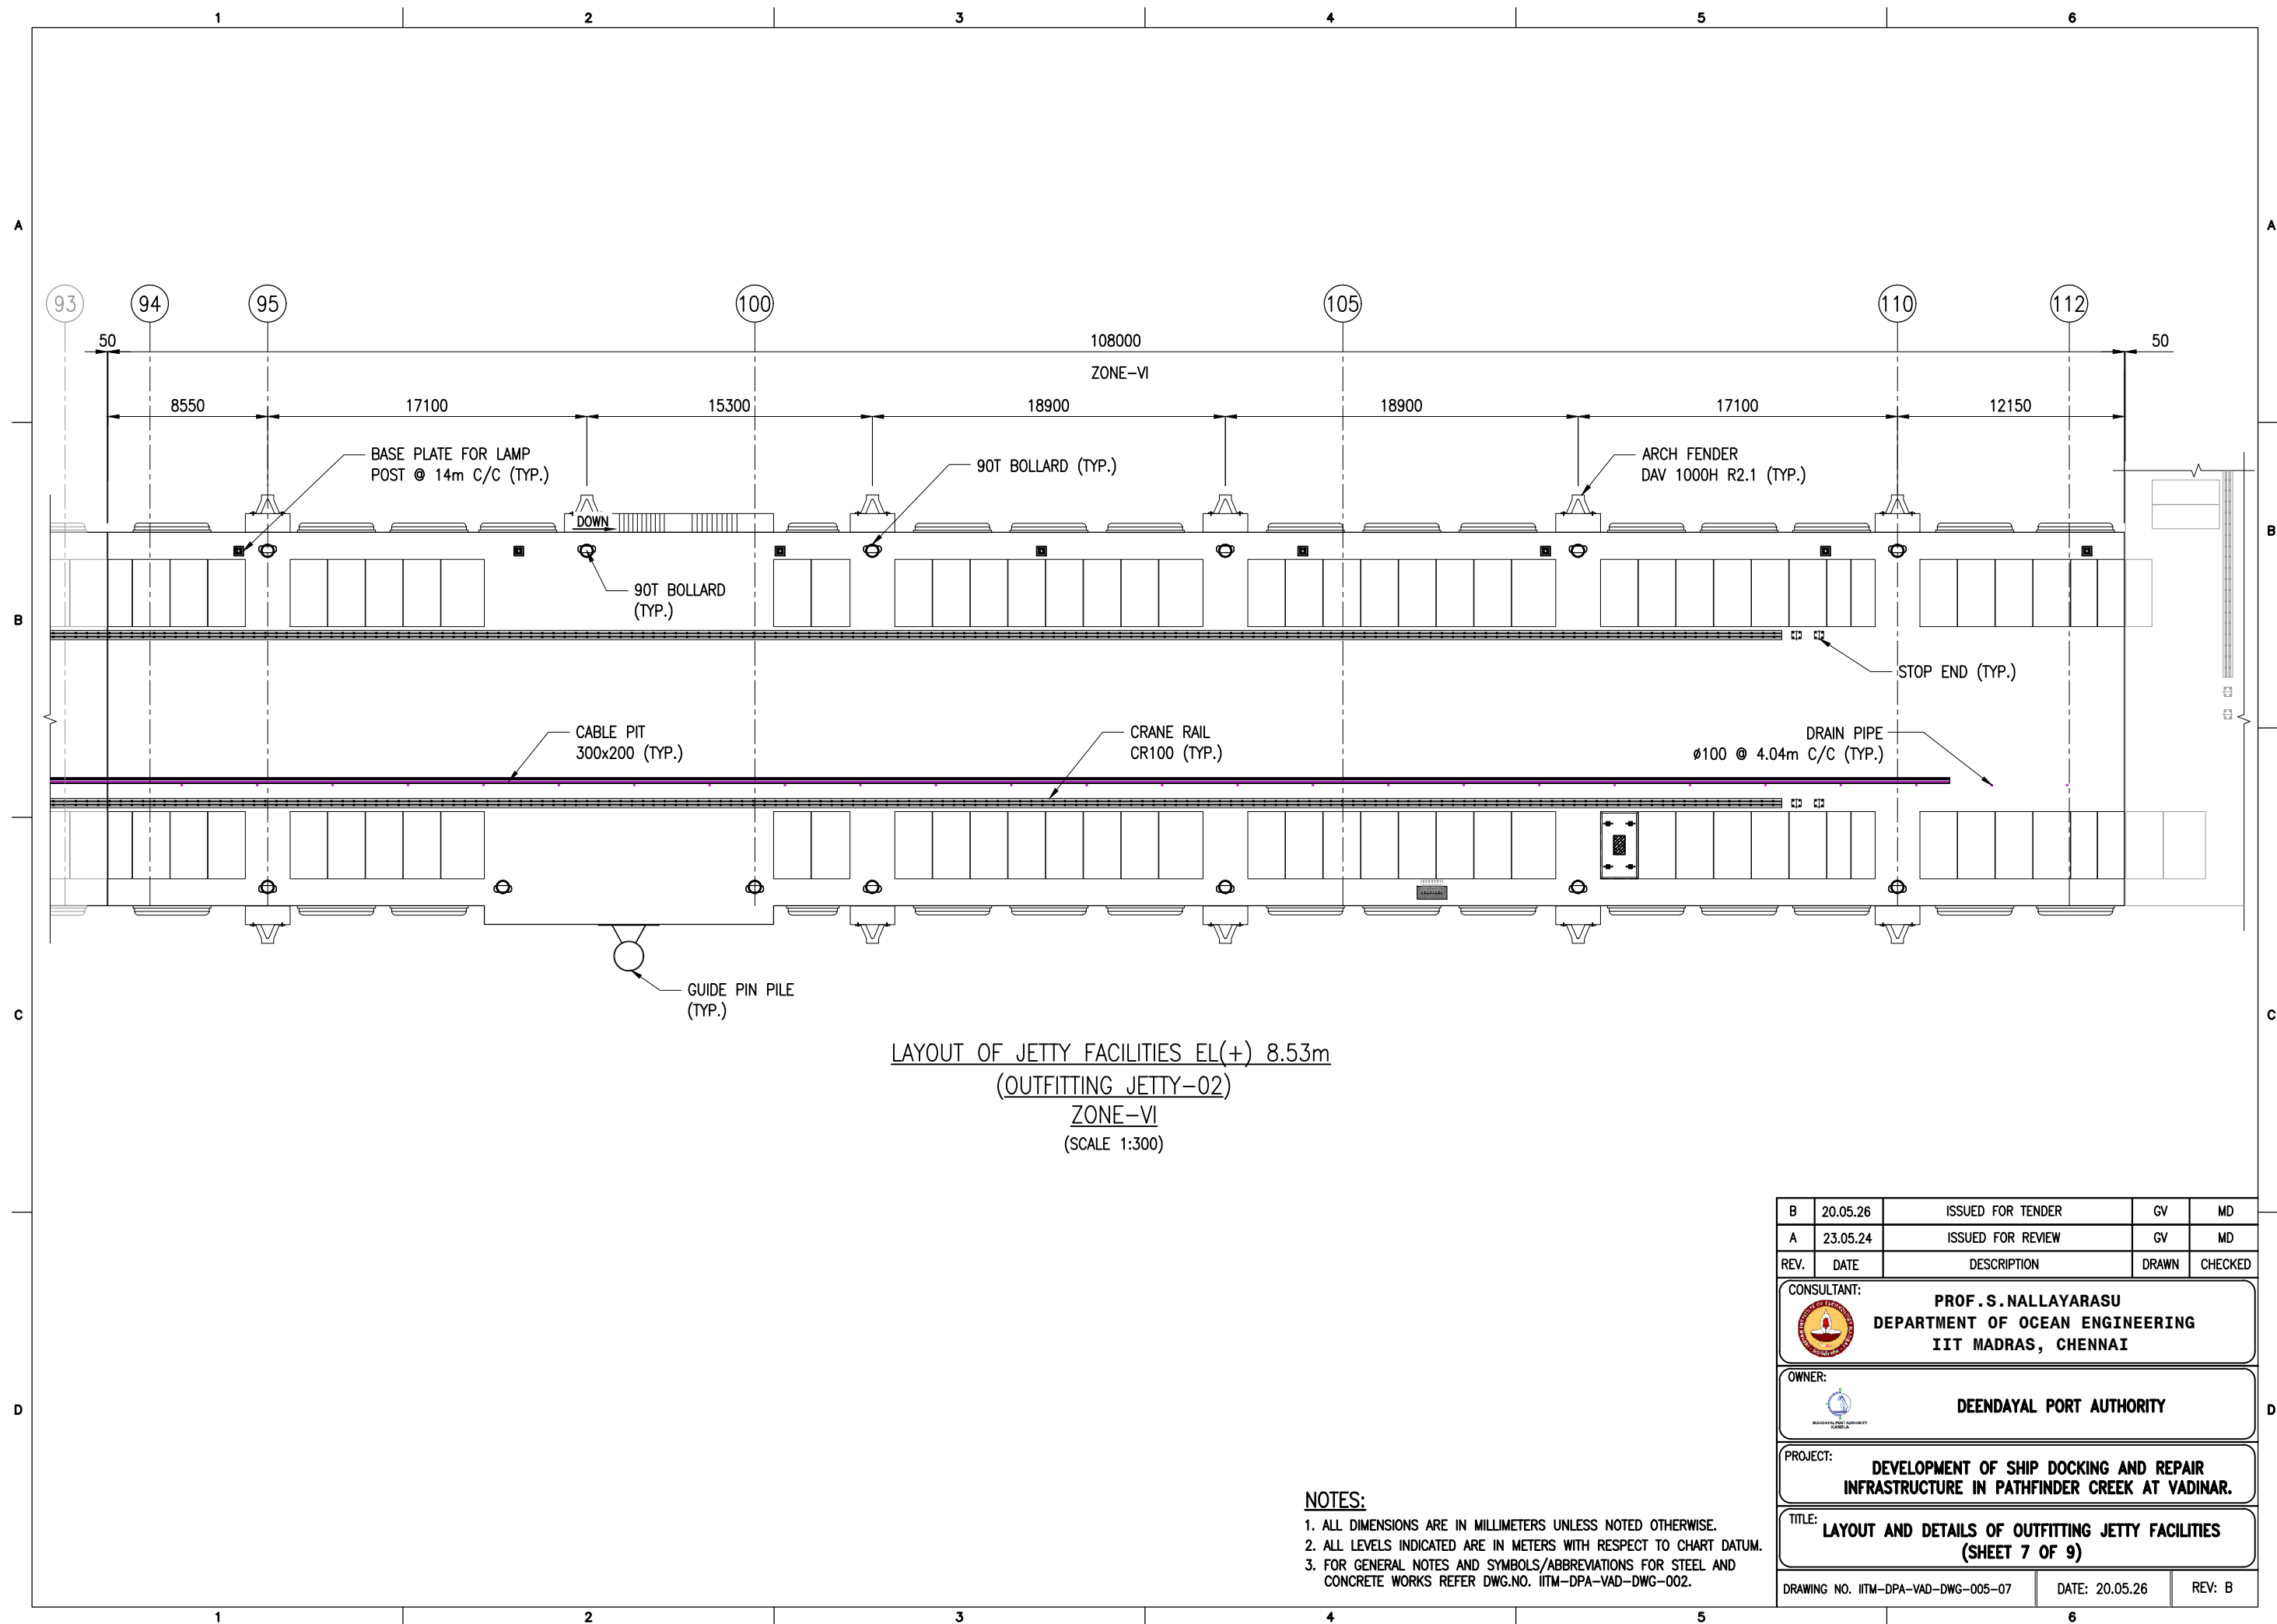 1 2 3 4 5 6
A A
93 94 95 100 105 110 112
50 108000 50
ZONE-VI
8550 17100 15300 18900 18900 17100 12150
BASE PLATE FOR LAMP
POST @ 14m C/C (TYP.)
90T BOLLARD (TYP.)
ARCH FENDER
DAV 1000H R2.1 (TYP.)
DOWN
B
90T BOLLARD
(TYP.)
B
STOP END (TYP.)
CABLE PIT
300x200 (TYP.)
CRANE RAIL
CR100 (TYP.)
DRAIN PIPE
ø100 @ 4.04m C/C (TYP.)
GUIDE PIN PILE
(TYP.)
C C
LAYOUT OF JETTY FACILITIES EL(+) 8.53m
(OUTFITTING JETTY-02)
ZONE-VI
(SCALE 1:300)
B 20.05.26 ISSUED FOR TENDER GV MD
A 23.05.24 ISSUED FOR REVIEW GV MD
REV. DATE DESCRIPTION DRAWN CHECKED
CONSULTANT:
PROF.S.NALLAYARASU
DEPARTMENT OF OCEAN ENGINEERING
IIT MADRAS, CHENNAI
OWNER:
DEENDAYAL PORT AUTHORITY
KANDLA
DEENDAYAL PORT AUTHORITY
D D
PROJECT:
DEVELOPMENT OF SHIP DOCKING AND REPAIR
INFRASTRUCTURE IN PATHFINDER CREEK AT VADINAR.
TITLE:
LAYOUT AND DETAILS OF OUTFITTING JETTY FACILITIES
(SHEET 7 OF 9)
DRAWING NO. IITM-DPA-VAD-DWG-005-07 DATE: 20.05.26 REV: B
NOTES:
1. ALL DIMENSIONS ARE IN MILLIMETERS UNLESS NOTED OTHERWISE.
2. ALL LEVELS INDICATED ARE IN METERS WITH RESPECT TO CHART DATUM.
3. FOR GENERAL NOTES AND SYMBOLS/ABBREVIATIONS FOR STEEL AND
CONCRETE WORKS REFER DWG.NO. IITM-DPA-VAD-DWG-002.
1 2 3 4 5 6